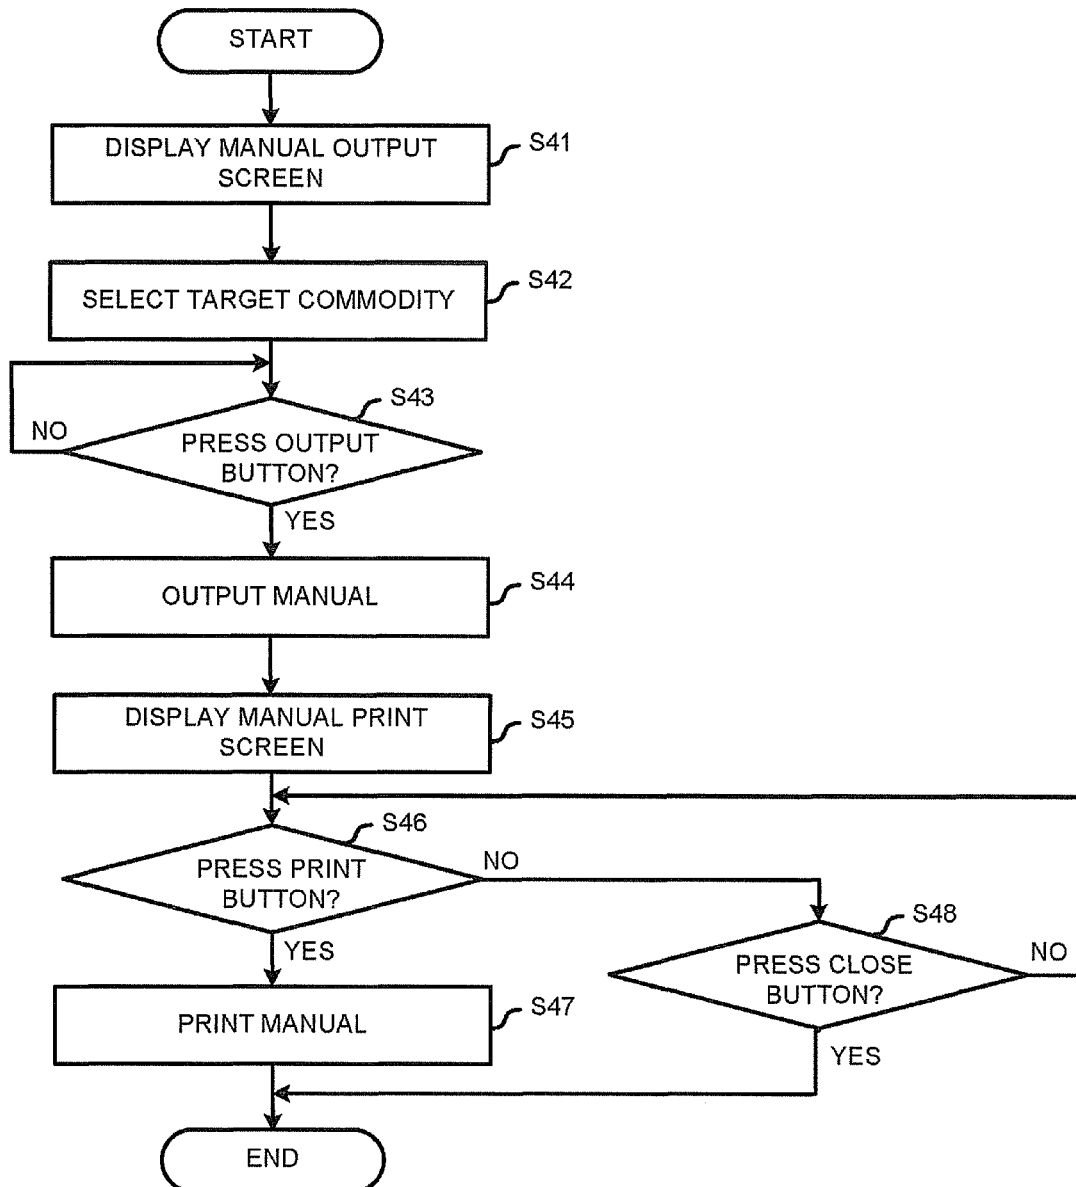 START
DISPLAY MANUAL OUTPUT
SCREEN
S41
SELECT TARGET COMMODITY
S42
S43
NO
PRESS OUTPUT
BUTTON?
YES
OUTPUT MANUAL
S44
DISPLAY MANUAL PRINT
SCREEN
S45
S46
PRESS PRINT
BUTTON?
NO
YES
S48
PRESS CLOSE
BUTTON?
NO
YES
PRINT MANUAL
S47
END